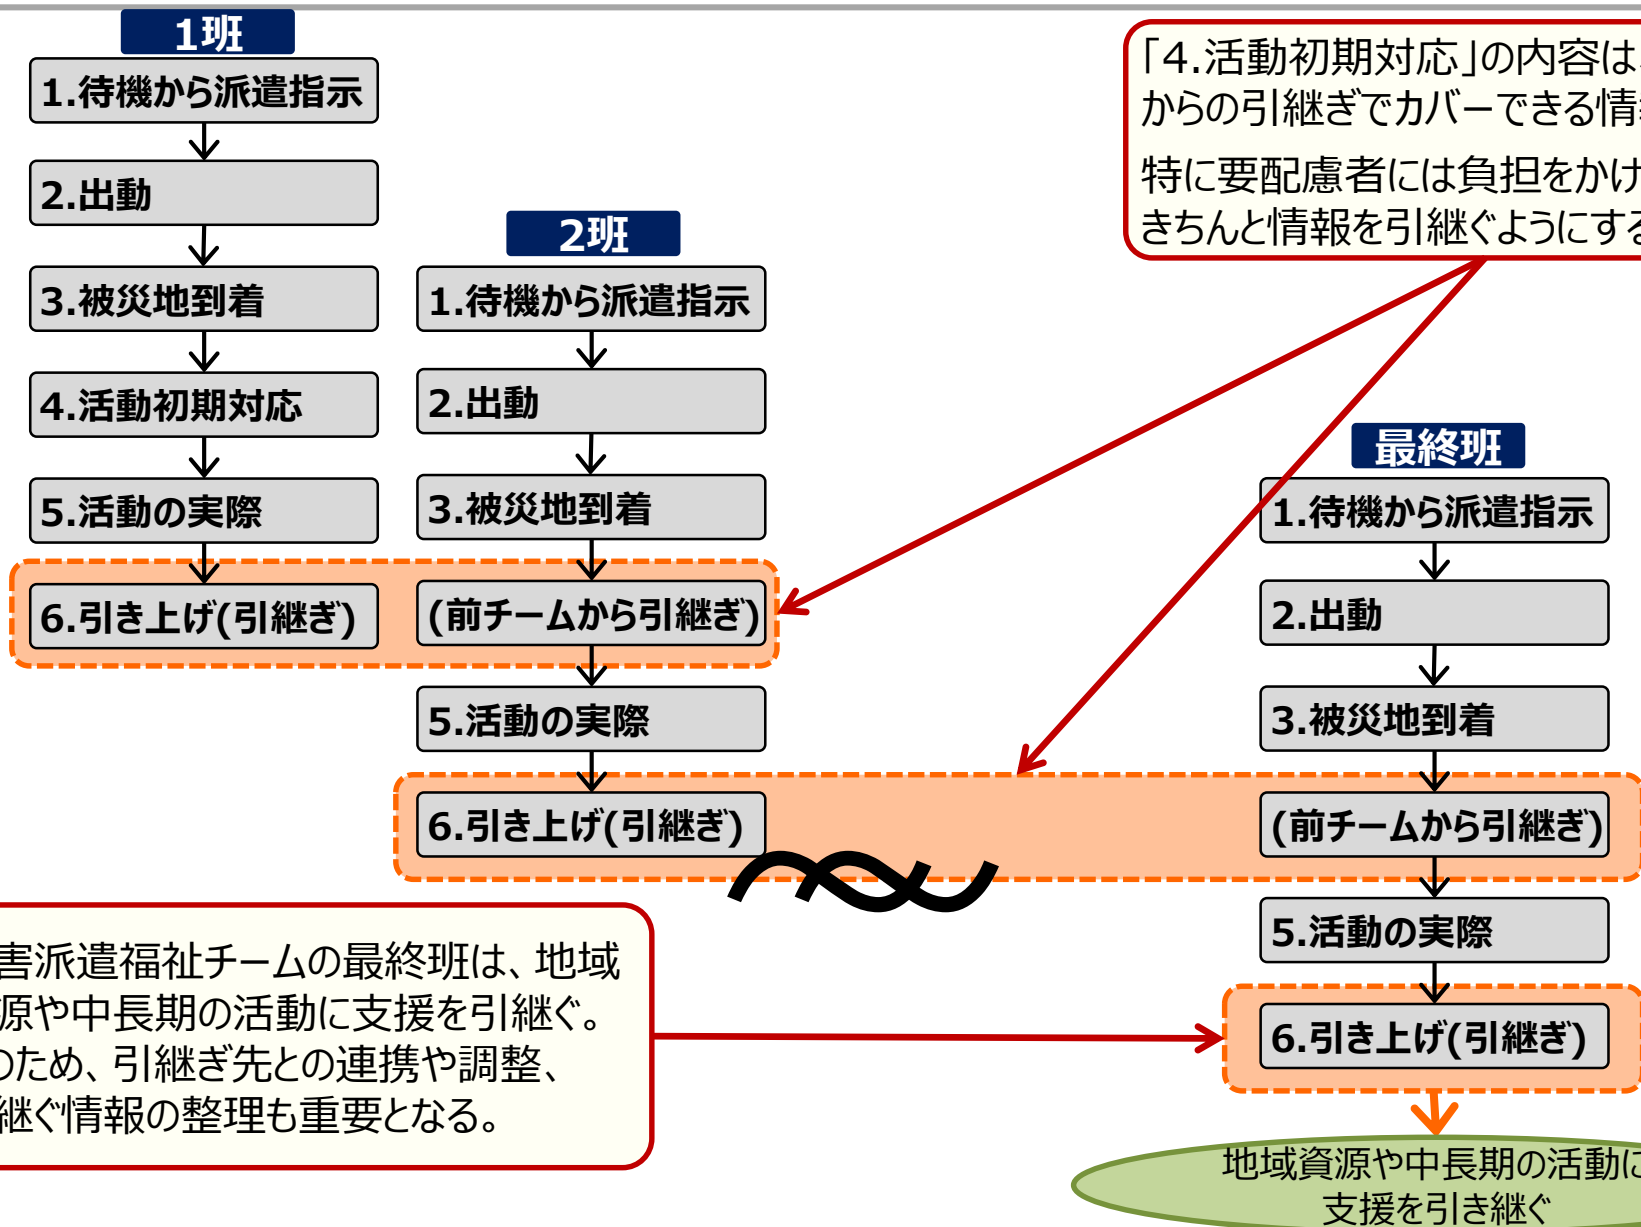 1班
1.待機から派遣指示
2.出動
3.被災地到着
4.活動初期対応
5.活動の実際
6.引き上げ(引継ぎ)
2班
1.待機から派遣指示
2.出動
3.被災地到着
(前チームから引継ぎ)
5.活動の実際
6.引き上げ(引継ぎ)
「4.活動初期対応」の内容は
からの引継ぎでカバーできる情
特に要配慮者には負担をかけ
きちんと情報を引継ぐようにする
最終班
1.待機から派遣指示
2.出動
3.被災地到着
(前チームから引継ぎ)
5.活動の実際
6.引き上げ(引継ぎ)
害派遣福祉チームの最終班は、地域
源や中長期の活動に支援を引継ぐ。
のため、引継ぎ先との連携や調整、
継ぐ情報の整理も重要となる。
地域資源や中長期の活動に
支援を引き継ぐ